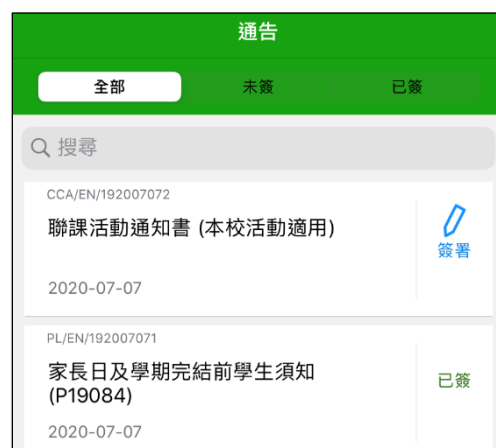 通告
全部 未簽 已簽
搜尋
CCA/EN/192007072
聯課活動通知書 (本校活動適用)
簽署
2020-07-07
PL/EN/192007071
家長日及學期完結前學生須知
(P19084)
已簽
2020-07-07